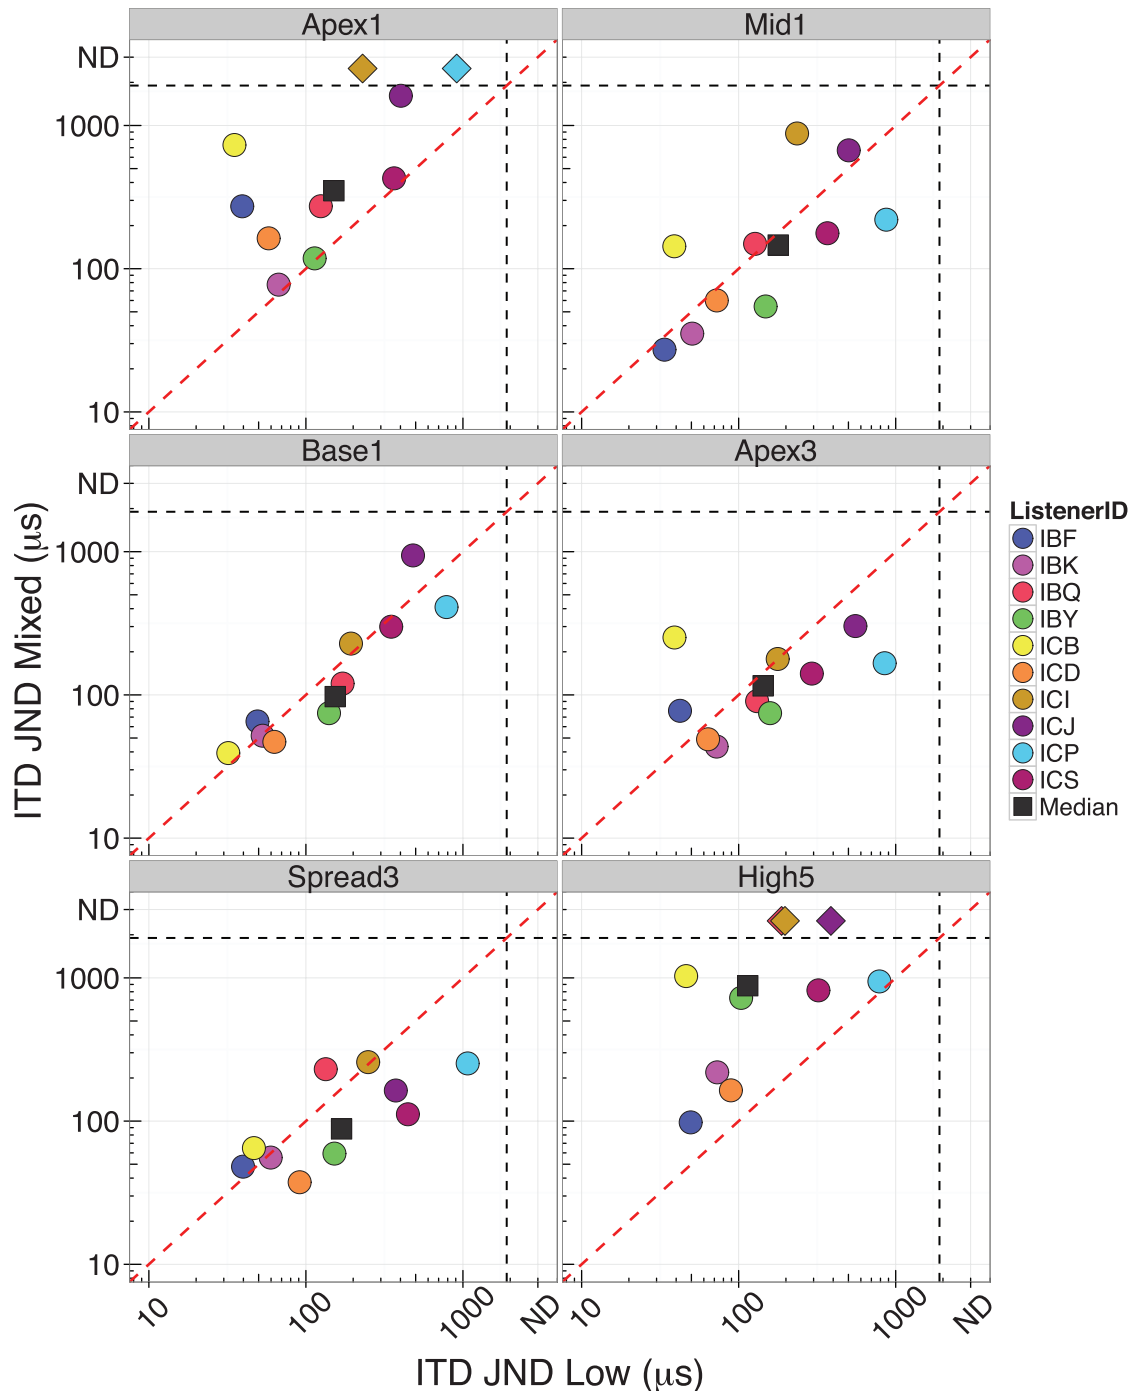 Apex1
Mid1
ND
1000
100
10
Base1
Apex3
ND
1000
100
10
Spread3
High5
ND
1000
100
10
10 100 1000 ND
10 100 1000 ND
ITD JND Low (µs)
ITD JND Mixed (µs)
ListenerID
IBF
IBK
IBQ
IBY
ICB
ICD
ICI
ICJ
ICP
ICS
Median